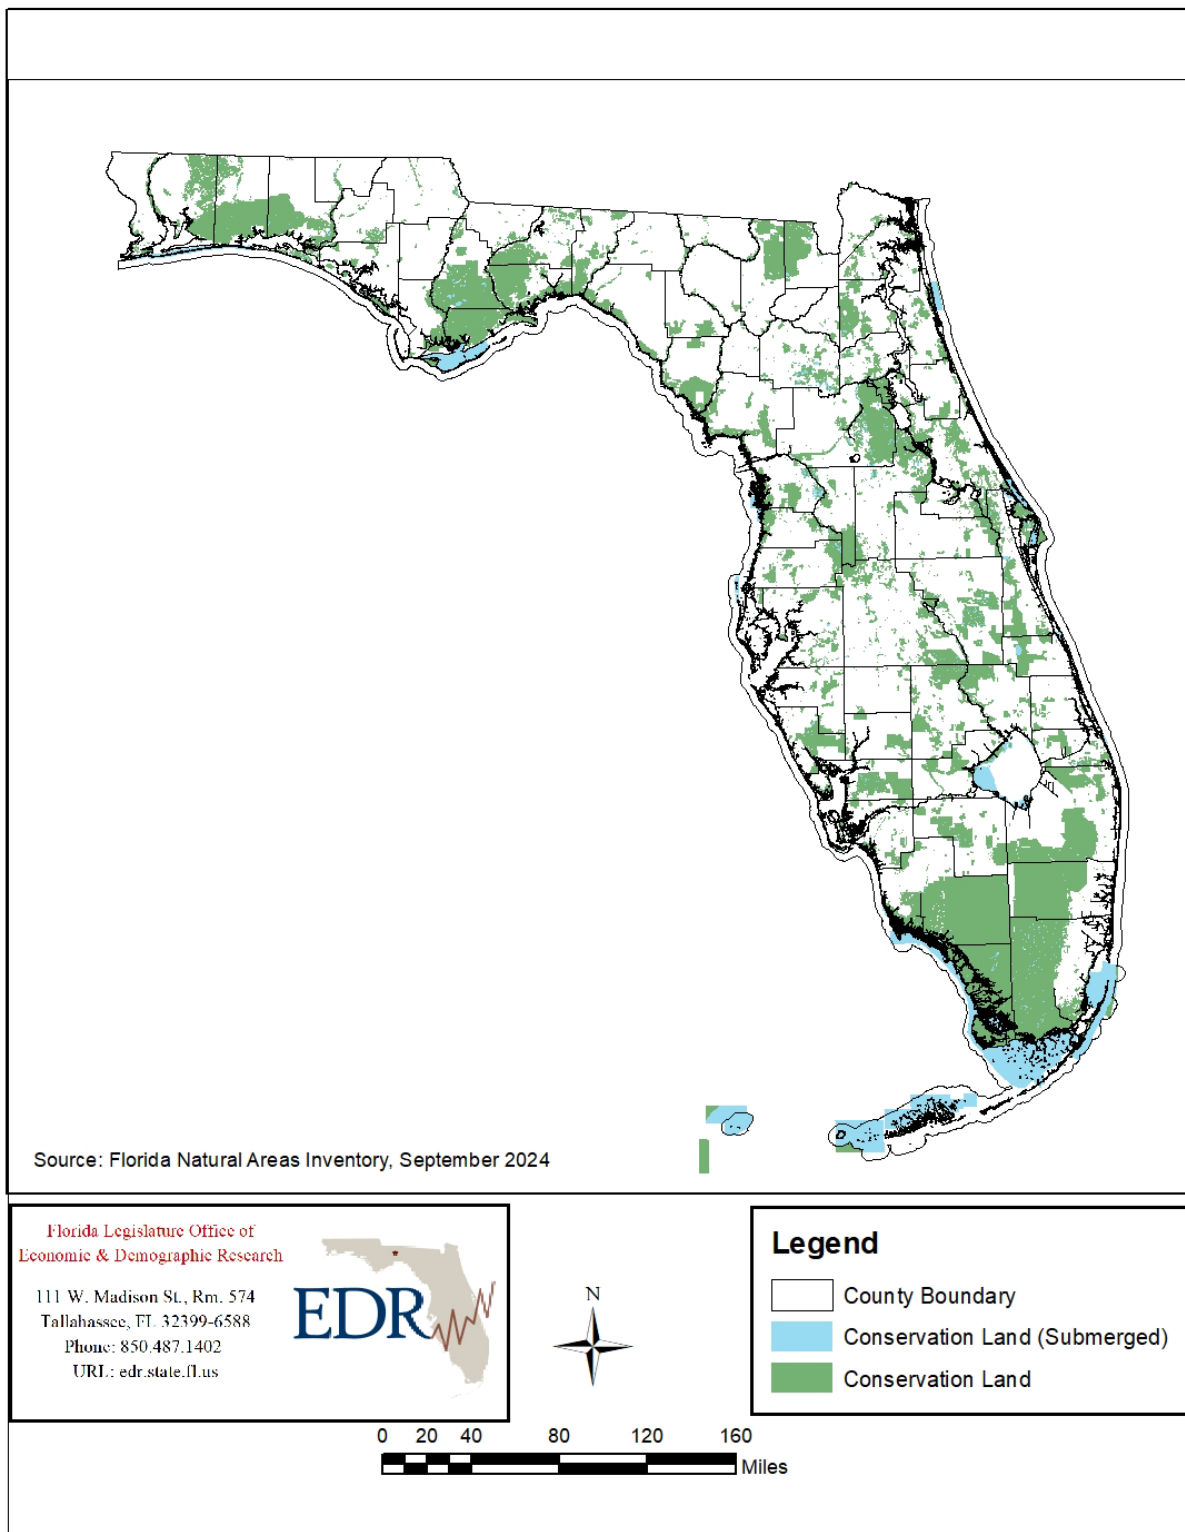 Source: Florida Natural Areas Inventory, September 2024
Florida Legislature Office of
Economic & Demographic Research
111 W. Madison St., Rm. 574
Tallahassee, FL 32399-6588
Phone: 850.487.1402
URL: edr.state.fl.us
EDR
N
Legend
County Boundary
Conservation Land (Submerged)
Conservation Land
0 20 40 80 120 160
Miles